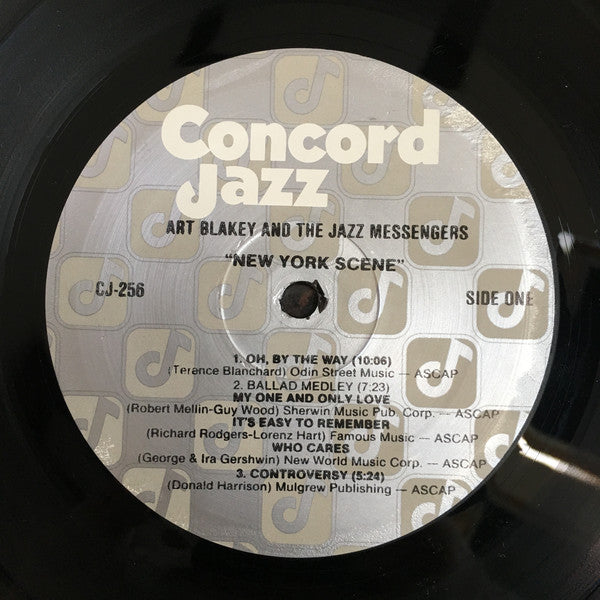 Concord
Jazz
ART BLAKEY AND THE JAZZ MESSENGERS
"NEW YORK SCENE"
CJ-256
SIDE ONE
1. OH, BY THE WAY (10:06)
(Terence Blanchard) Odin Street Music — ASCAP
2. BALLAD MEDLEY (7:23)
MY ONE AND ONLY LOVE
(Robert Mellin-Guy Wood) Sherwin Music Pub. Corp. — ASCAP
IT'S EASY TO REMEMBER
(Richard Rodgers-Lorenz Hart) Famous Music — ASCAP
WHO CARES
(George & Ira Gershwin) New World Music Corp. — ASCAP
3. CONTROVERSY (5:24)
(Donald Harrison) Mulgrew Publishing — ASCAP